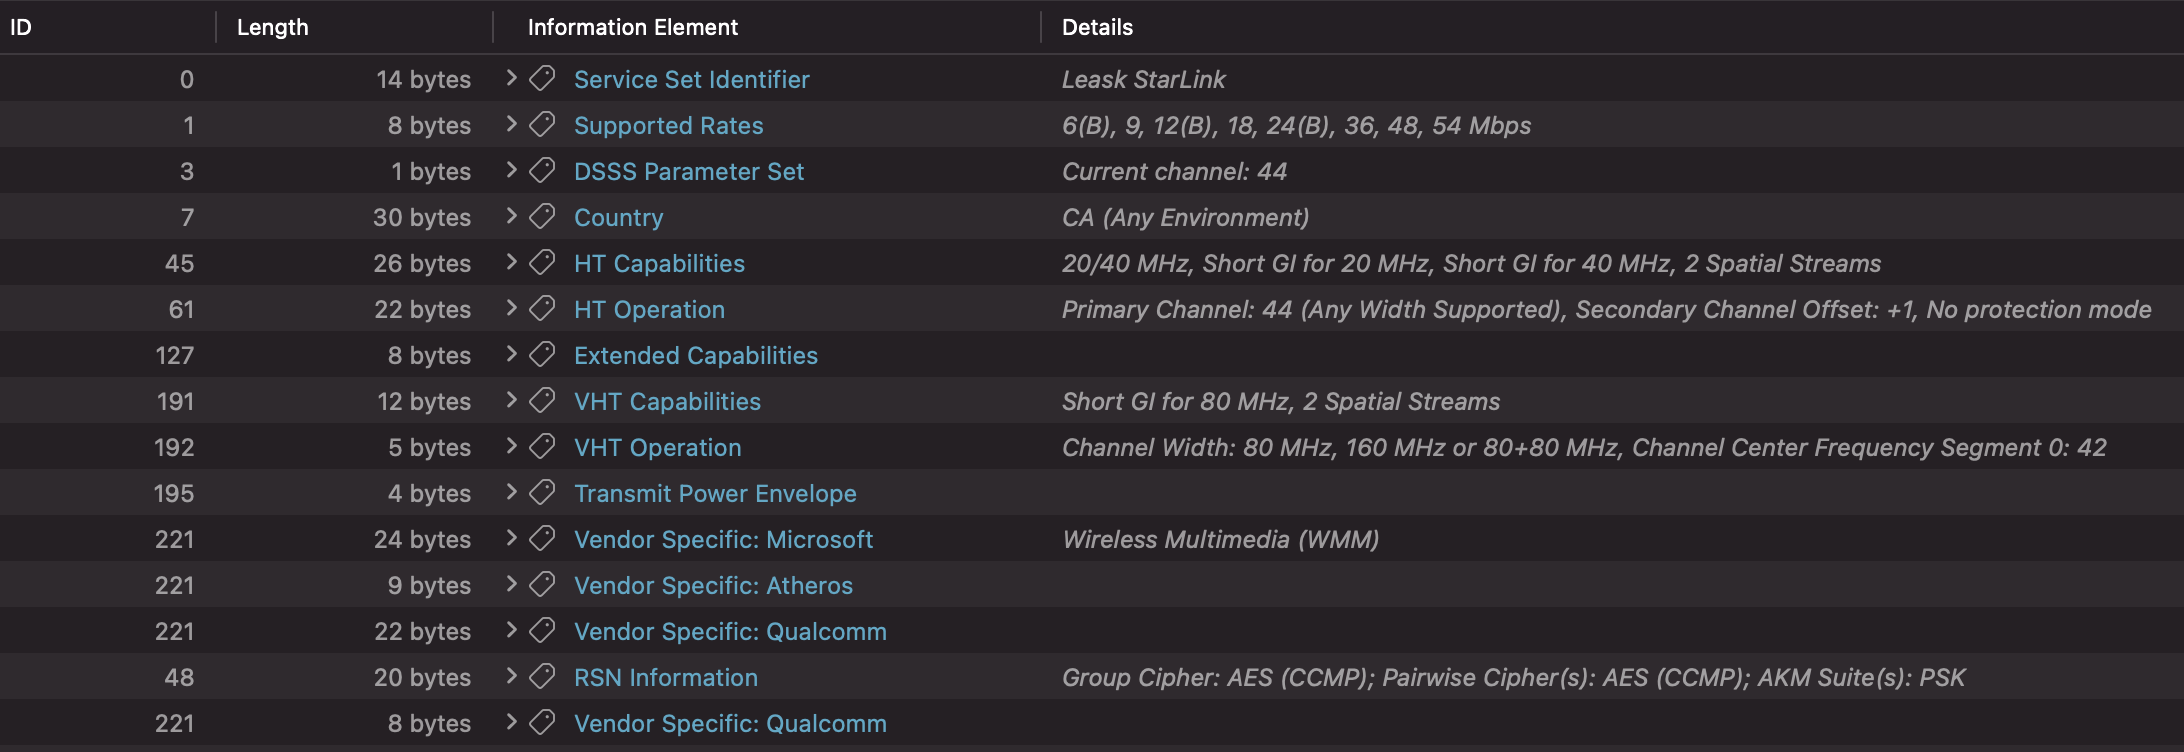 ID Length Information Element Details
0 14 bytes Service Set Identifier Leask StarLink
1 8 bytes Supported Rates 6(B), 9, 12(B), 18, 24(B), 36, 48, 54 Mbps
3 1 bytes DSSS Parameter Set Current channel: 44
7 30 bytes Country CA (Any Environment)
45 26 bytes HT Capabilities 20/40 MHz, Short GI for 20 MHz, Short GI for 40 MHz, 2 Spatial Streams
61 22 bytes HT Operation Primary Channel: 44 (Any Width Supported), Secondary Channel Offset: +1, No protection mode
127 8 bytes Extended Capabilities
191 12 bytes VHT Capabilities Short GI for 80 MHz, 2 Spatial Streams
192 5 bytes VHT Operation Channel Width: 80 MHz, 160 MHz or 80+80 MHz, Channel Center Frequency Segment 0: 42
195 4 bytes Transmit Power Envelope
221 24 bytes Vendor Specific: Microsoft Wireless Multimedia (WMM)
221 9 bytes Vendor Specific: Atheros
221 22 bytes Vendor Specific: Qualcomm
48 20 bytes RSN Information Group Cipher: AES (CCMP); Pairwise Cipher(s): AES (CCMP); AKM Suite(s): PSK
221 8 bytes Vendor Specific: Qualcomm